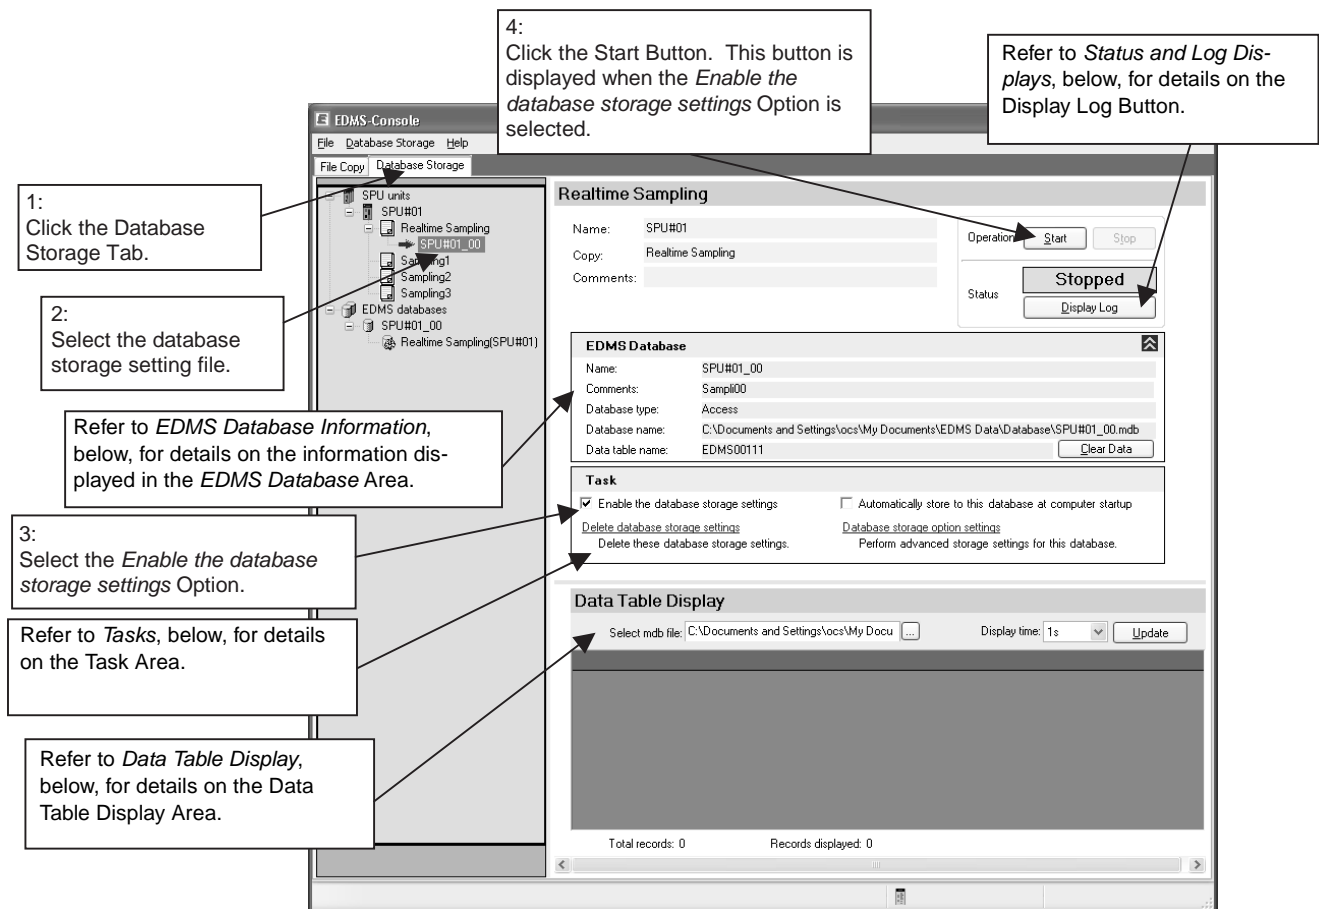 4:
Click the Start Button.  This button is
displayed when the Enable the
database storage settings Option is
selected.
Refer to Status and Log Dis-
plays, below, for details on the
Display Log Button.
EDMS-Console
File Database Storage Help
File Copy Database Storage
1:
Click the Database
Storage Tab.
2:
Select the database
storage setting file.
Refer to EDMS Database Information,
below, for details on the information dis-
played in the EDMS Database Area.
3:
Select the Enable the database
storage settings Option.
Refer to Tasks, below, for details
on the Task Area.
Refer to Data Table Display,
below, for details on the Data
Table Display Area.
SPU units
SPU#01
Realtime Sampling
SPU#01_00
Sampling1
Sampling2
Sampling3
EDMS databases
SPU#01_00
Realtime Sampling(SPU#01)
Realtime Sampling
Name: SPU#01
Copy: Realtime Sampling
Comments:
Operation Start Stop
Status Stopped
Display Log
EDMS Database
Name: SPU#01_00
Comments: Sampli00
Database type: Access
Database name: C:\Documents and Settings\ocs\My Documents\EDMS Data\Database\SPU#01_00.mdb
Data table name: EDMS00111 Clear Data
Task
Enable the database storage settings Automatically store to this database at computer startup
Delete database storage settings Database storage option settings
Delete these database storage settings. Perform advanced storage settings for this database.
Data Table Display
Select mdb file: C:\Documents and Settings\ocs\My Docu ... Display time: 1s Update
Total records: 0 Records displayed: 0